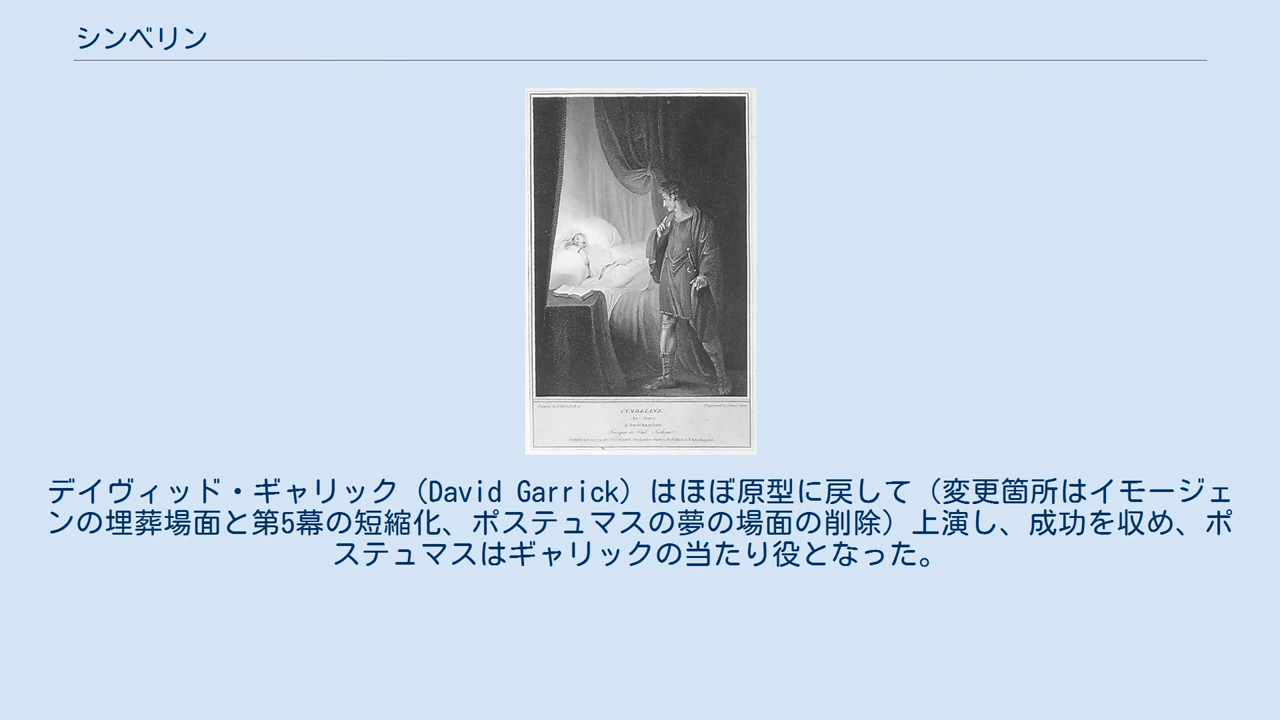 シンベリン
CYMBELINE.
デイヴィッド・ギャリック（David Garrick）はほぼ原型に戻して（変更箇所はイモージェ
ンの埋葬場面と第5幕の短縮化、ポステュマスの夢の場面の削除）上演し、成功を収め、ポ
ステュマスはギャリックの当たり役となった。